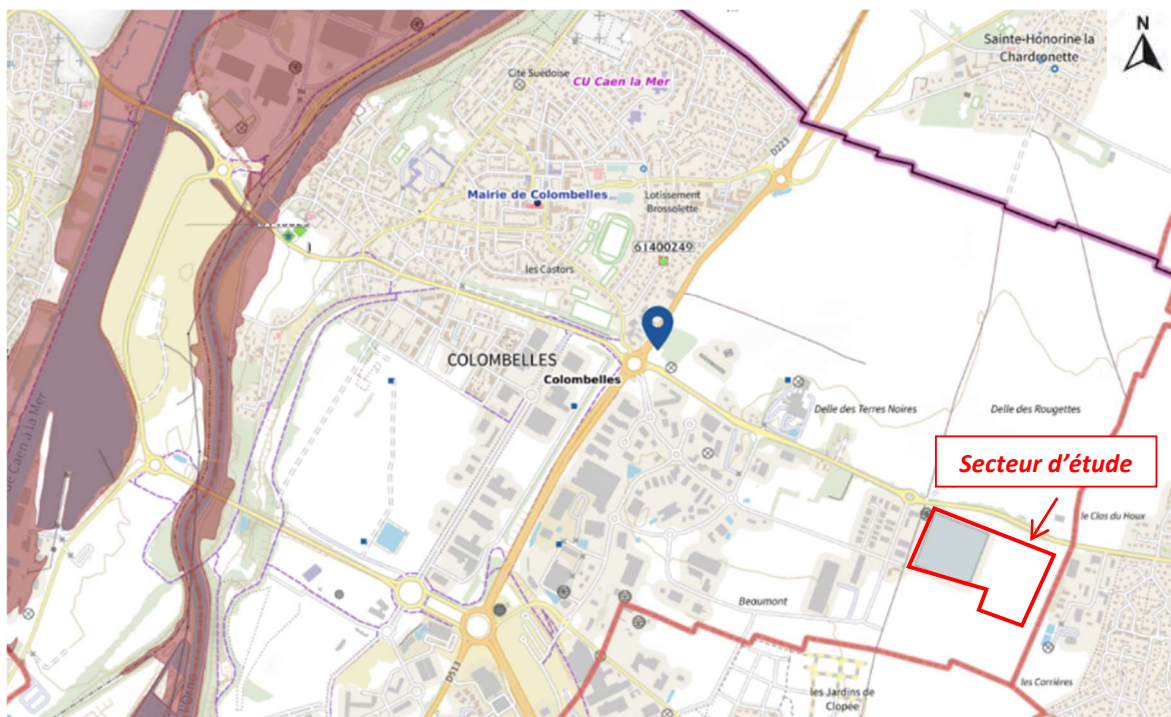 N
Sainte-Honorine la
Chardronette
Cité Suédoise
CU Caen la Mer
D223
Mairie de Colombelles
Lotissement
Brossolette
61400249
les Castors
COLOMBELLES
Colombelles
Delle des Terres Noires
Delle des Rougettes
Secteur d'étude
le Clos du Houx
de Caen à la Mer
Beaumont
D513
l'Orne
les Jardins de
Clopée
les Carrières